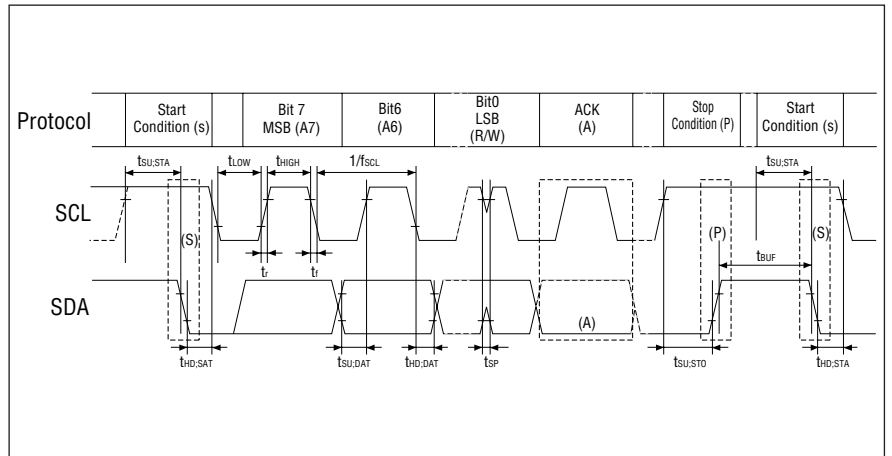 Protocol
Start
Condition (s)
Bit 7
MSB (A7)
Bit6
(A6)
Bit0
LSB
(R/W)
ACK
(A)
Stop
Condition (P)
Start
Condition (s)
tSU;STA
tLOW
tHIGH
1/fSCL
tSU;STA
SCL
(S)
(P)
(S)
tr
tf
tBUF
SDA
(A)
tHD;SAT
tSU;DAT
tHD;DAT
tSP
tSU;STO
tHD;STA